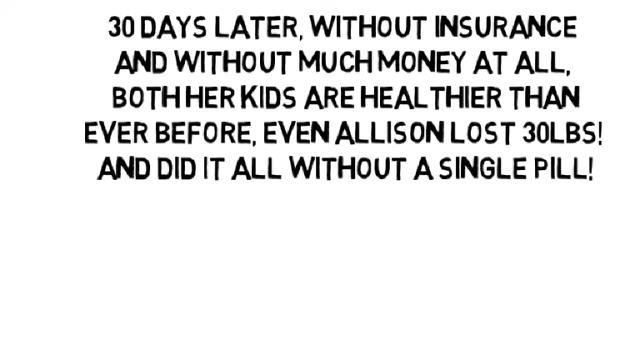 30 DAYS LATER, WITHOUT INSURANCE
AND WITHOUT MUCH MONEY AT ALL,
BOTH HER KIDS ARE HEALTHIER THAN
EVER BEFORE, EVEN ALLISON LOST 30LBS!
AND DID IT ALL WITHOUT A SINGLE PILL!